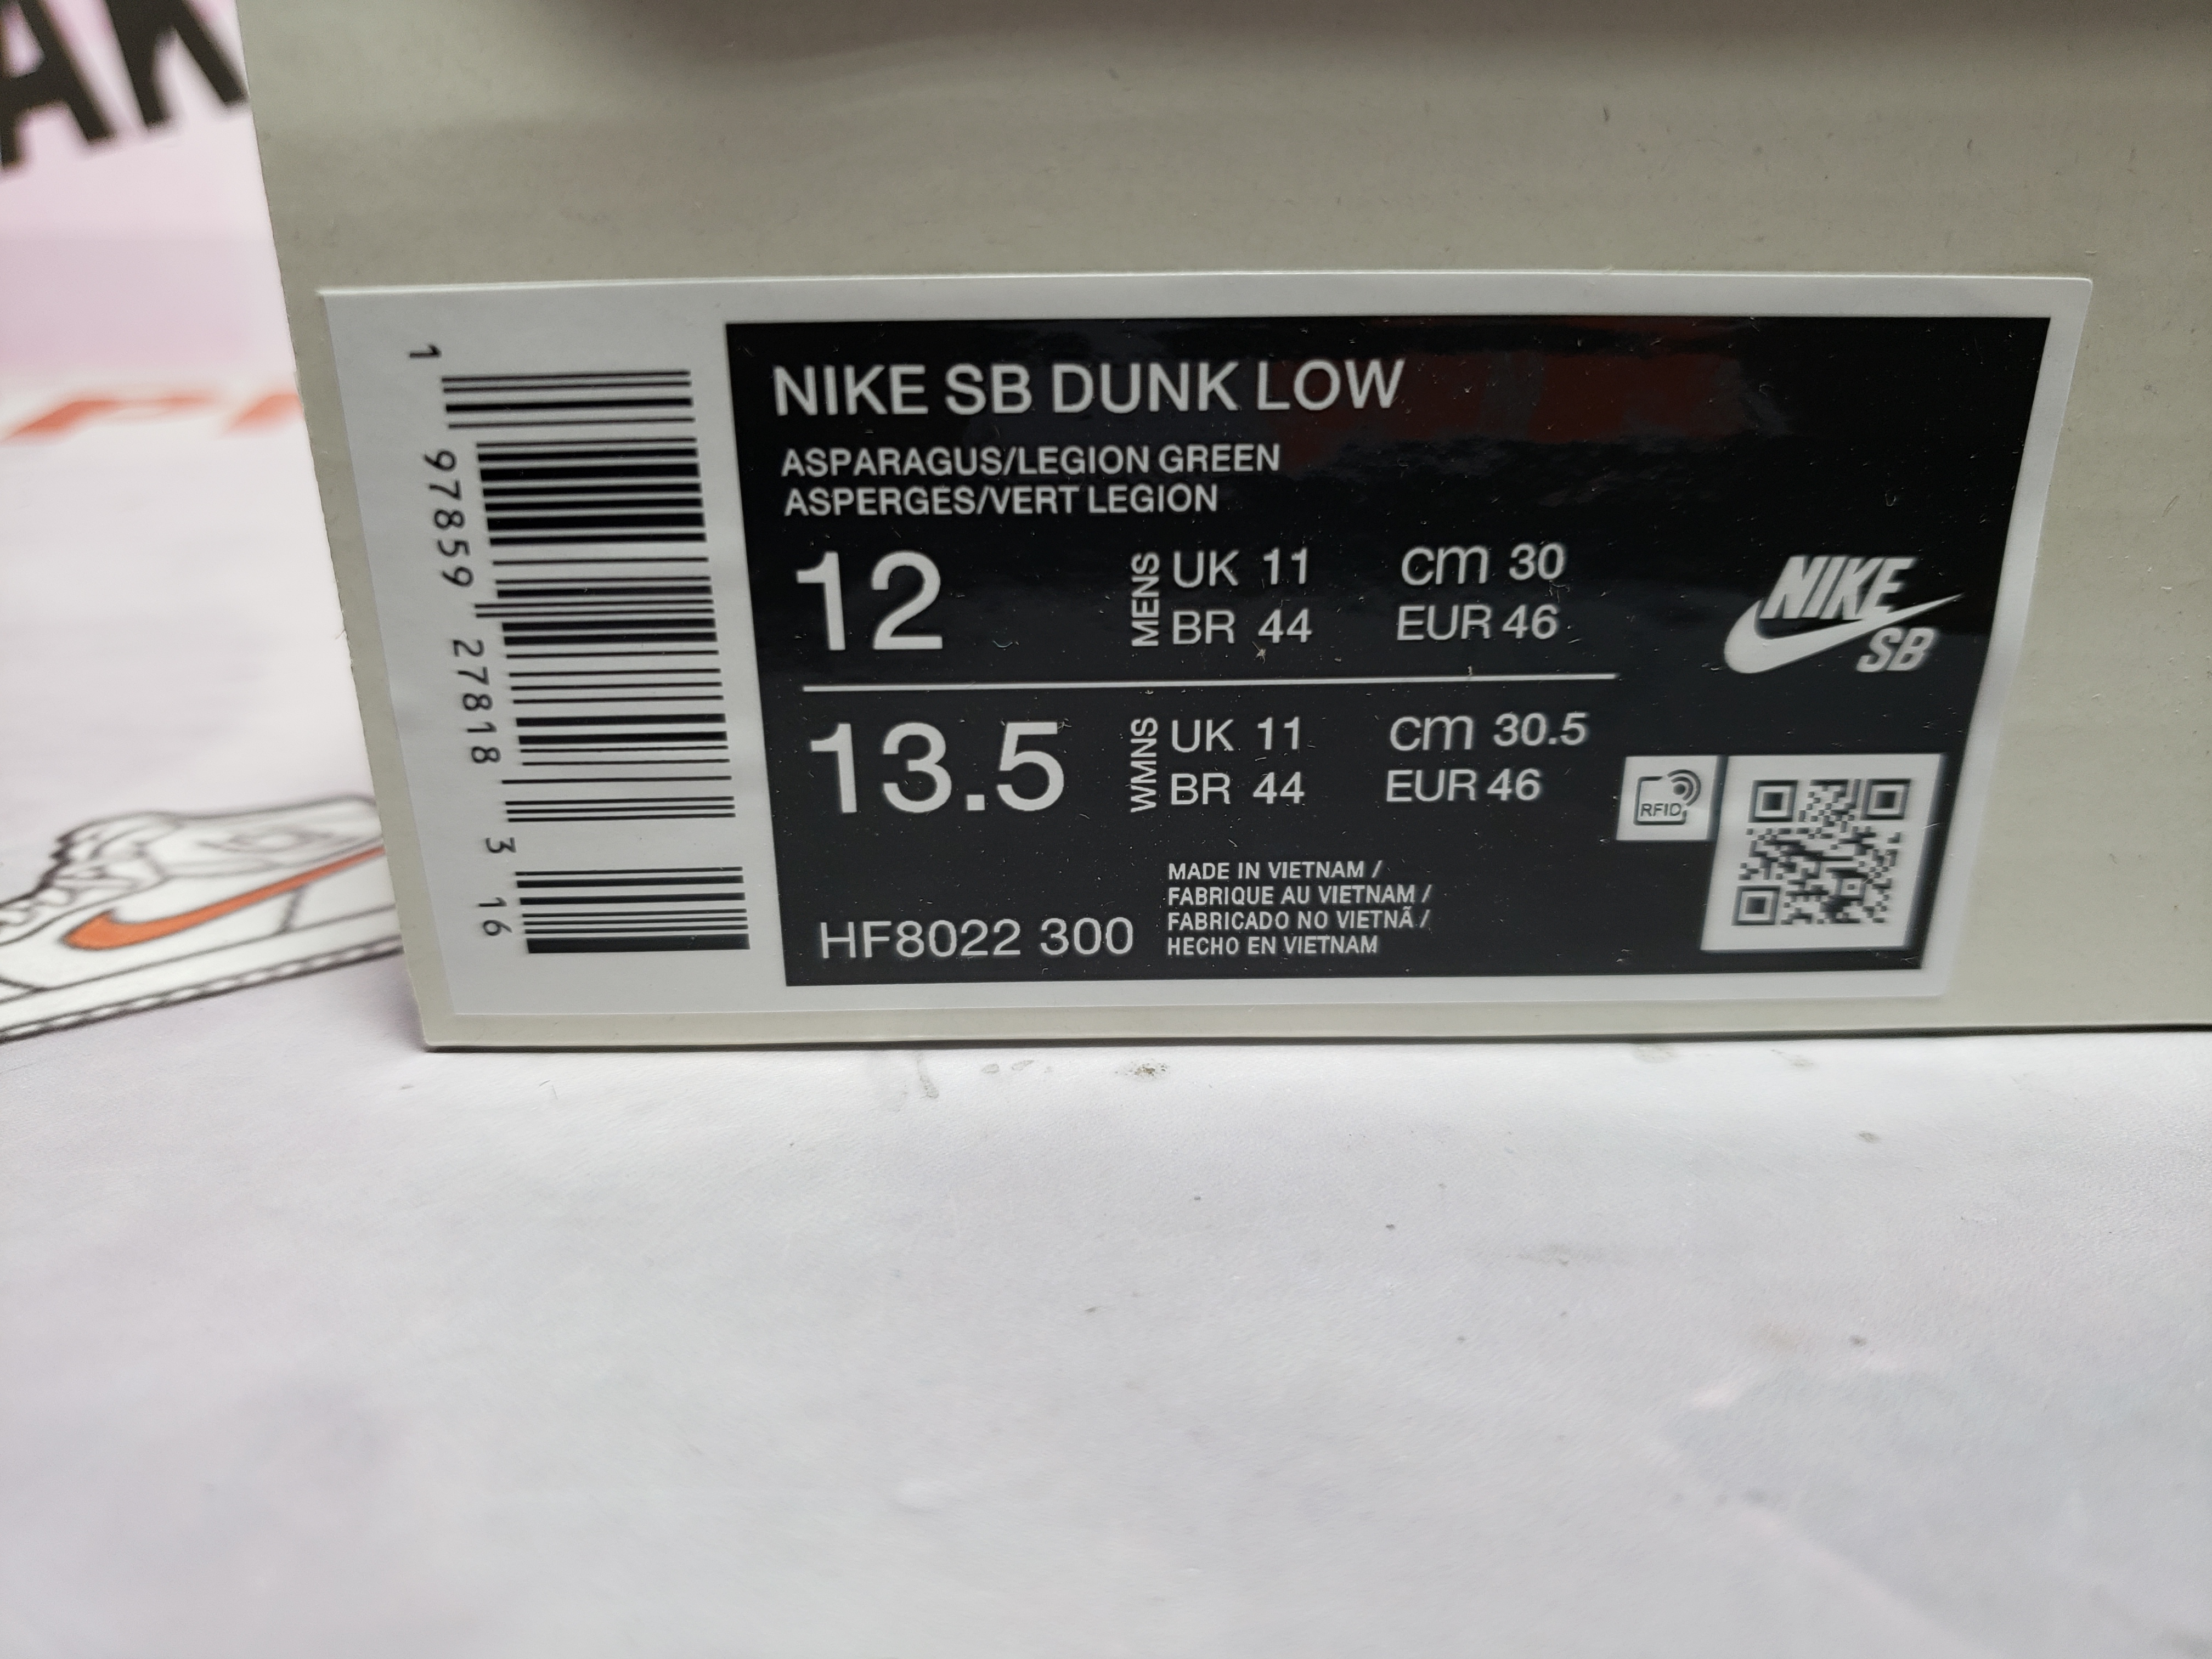 NIKE SB DUNK LOW
ASPARAGUS/LEGION GREEN
ASPERGES/VERT LEGION
12 MENS UK 11 cm 30
BR 44 EUR 46
13.5 WMNS UK 11 cm 30.5
BR 44 EUR 46
HF8022 300
MADE IN VIETNAM /
FABRIQUE AU VIETNAM /
FABRICADO NO VIETNÃ /
HECHO EN VIETNAM
NIKE
SB
RFID
1 97859 27818 3 16